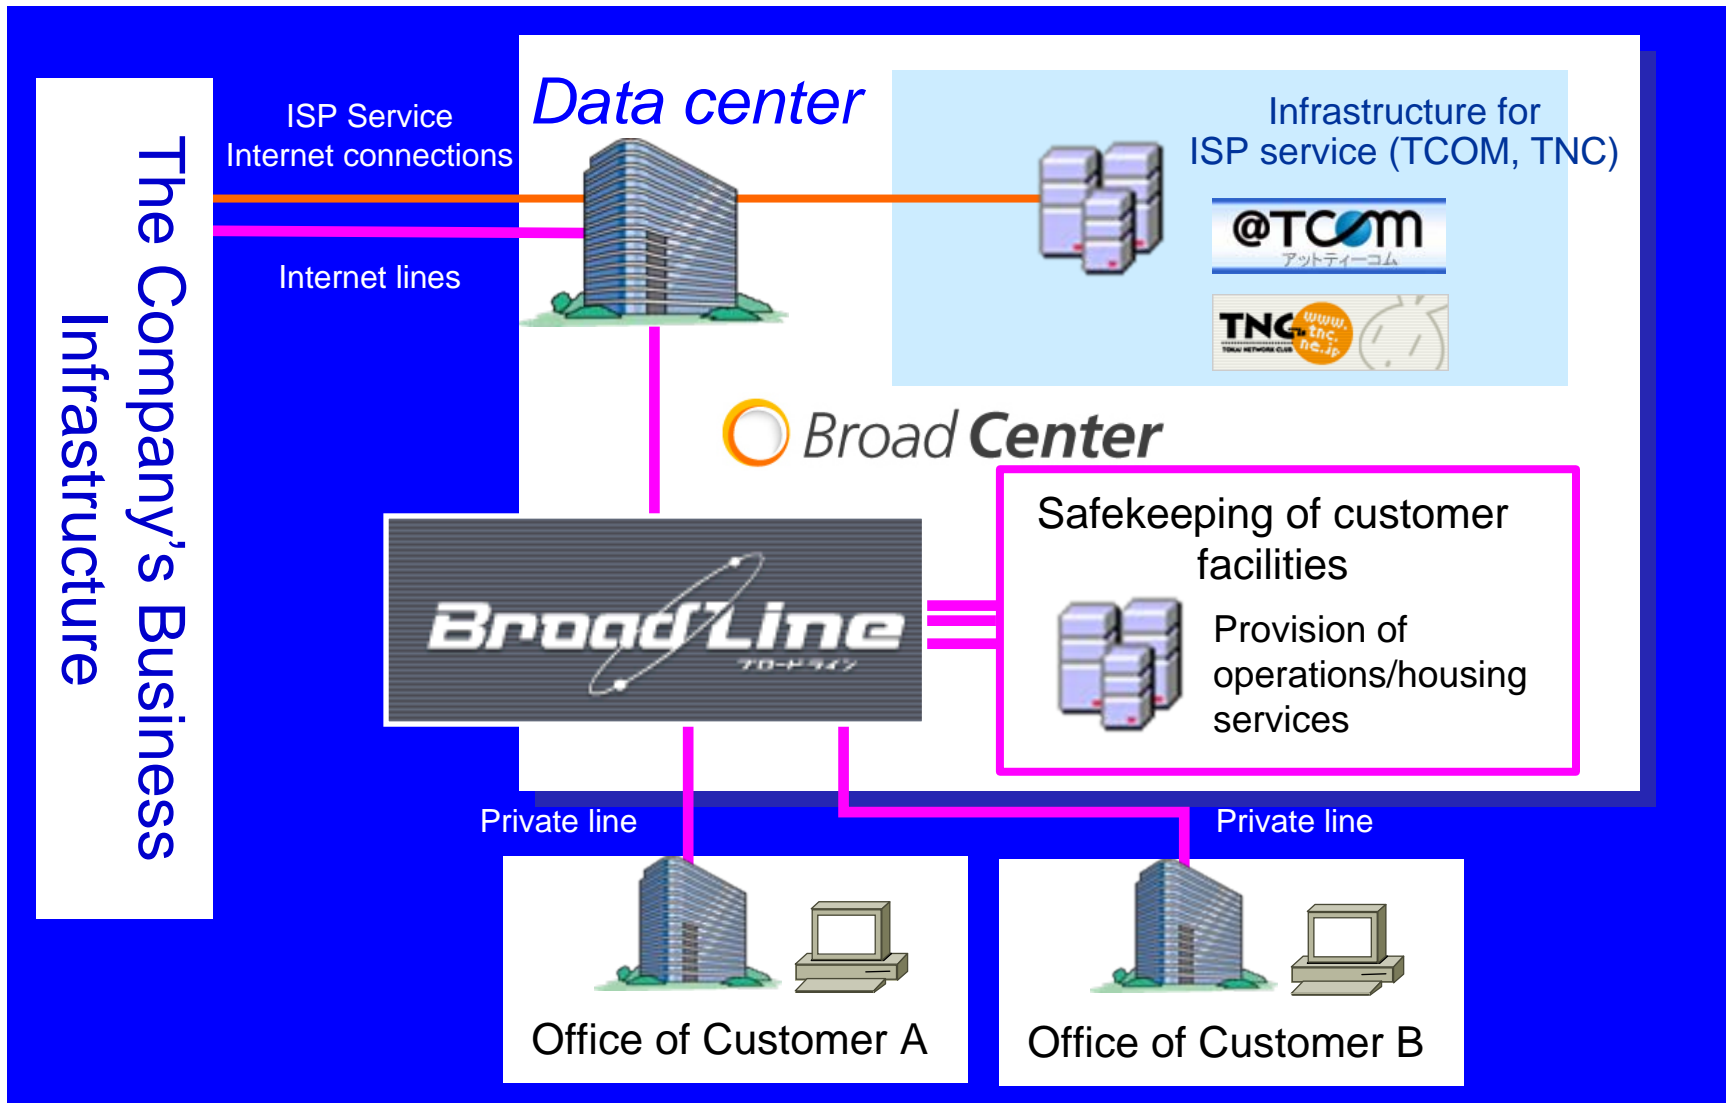 The Company's Business
Infrastructure
ISP Service
Internet connections
Internet lines
Data center
Infrastructure for
ISP service (TCOM, TNC)
@TCOM
アットティーコム
TNC
TOKAI NETWORK CLUB
www.
tnc.
ne.jp
Broad Center
BroadLine
ブロードライン
Safekeeping of customer
facilities
Provision of
operations/housing
services
Private line
Private line
Office of Customer A
Office of Customer B